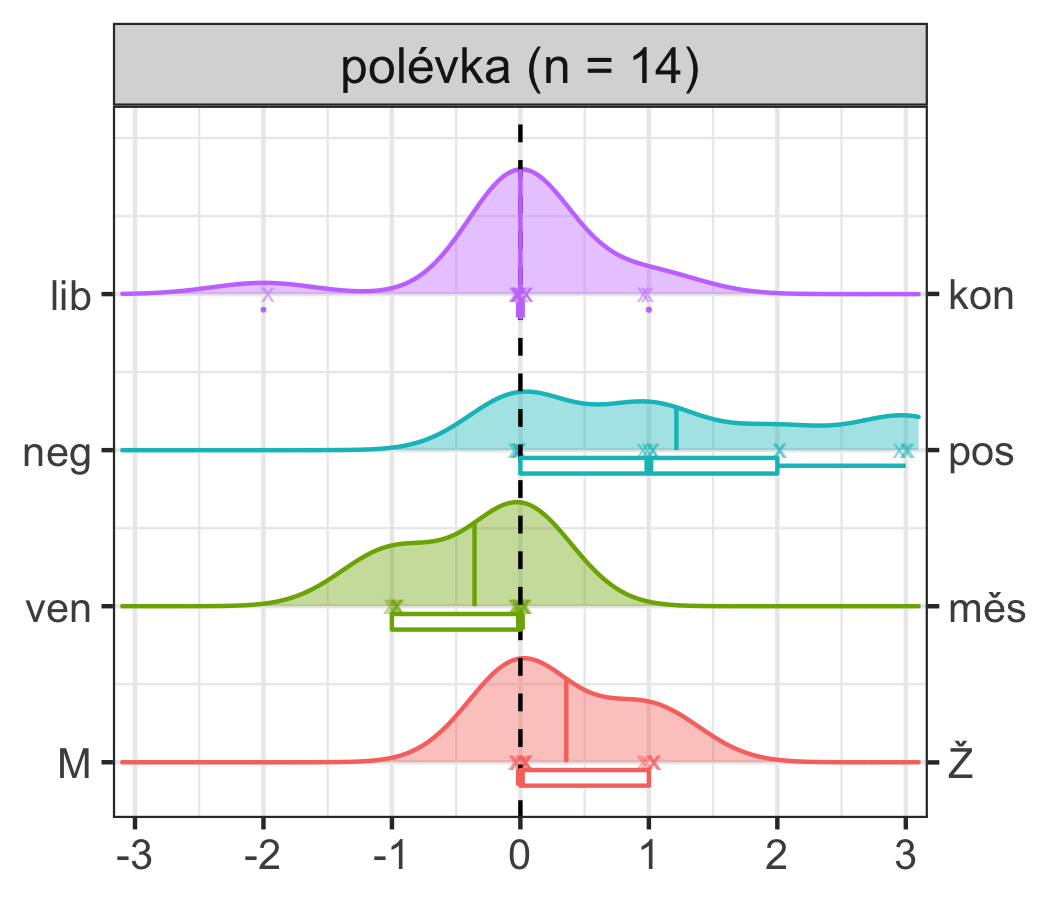 polévka (n = 14)
lib kon
neg pos
ven měs
M Ž
-3 -2 -1 0 1 2 3